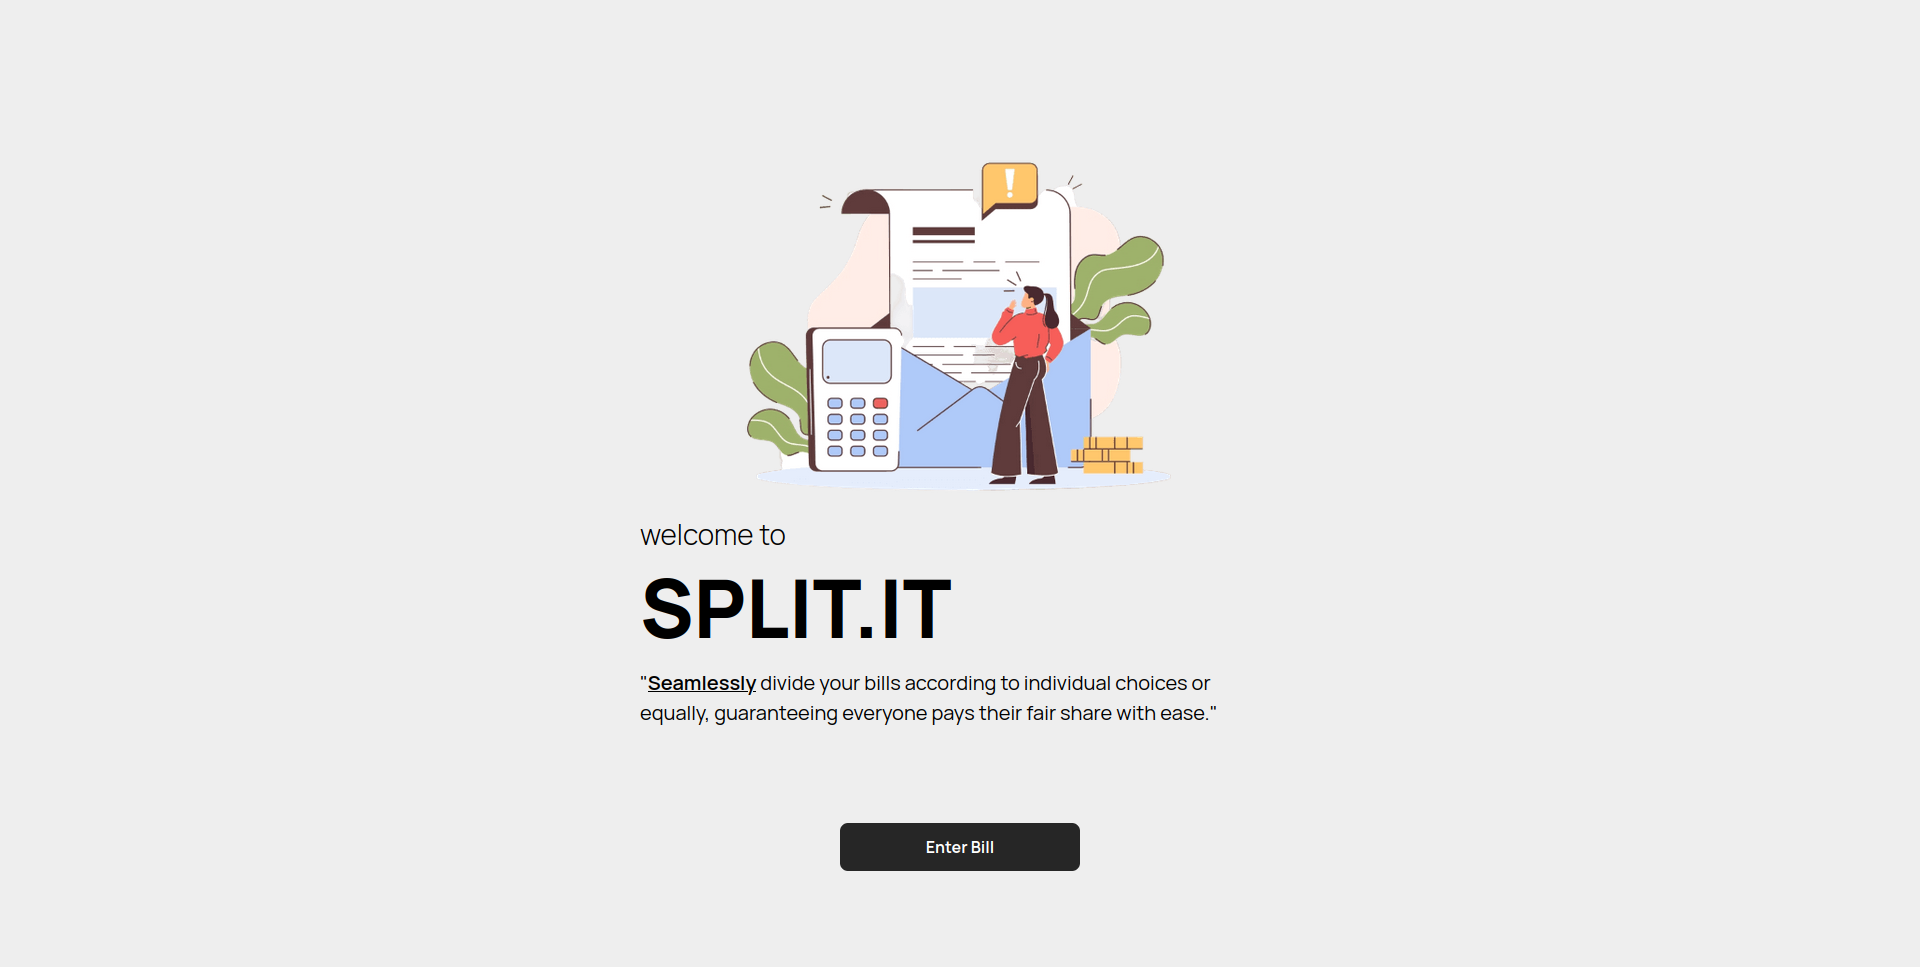 !
welcome to
SPLIT.IT
"Seamlessly divide your bills according to individual choices or
equally, guaranteeing everyone pays their fair share with ease."
Enter Bill